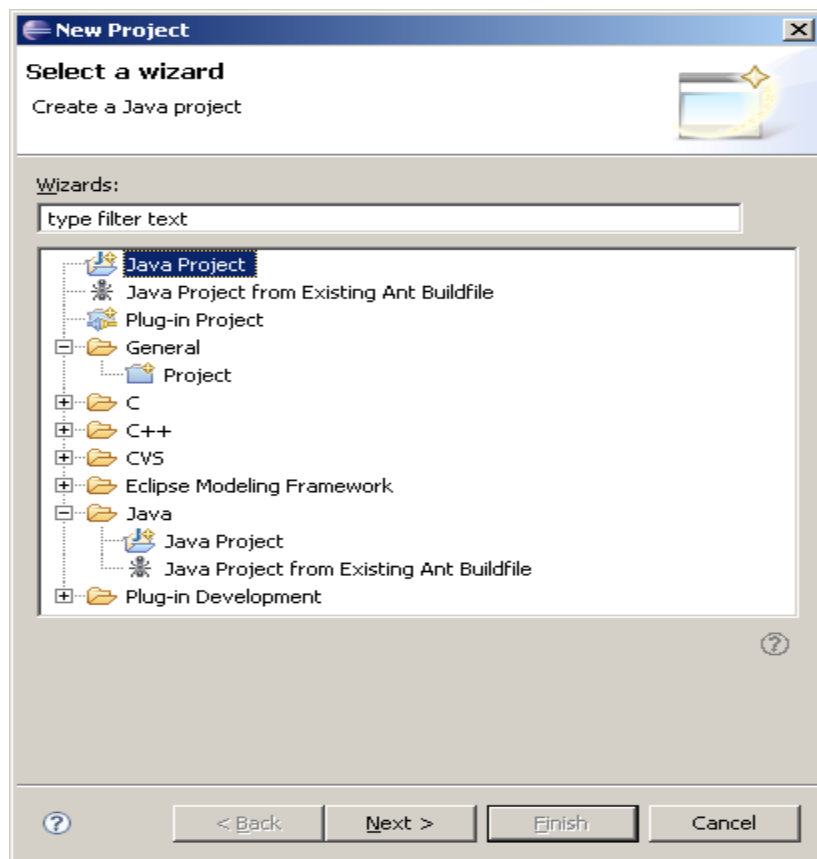 New Project
Select a wizard
Create a Java project
Wizards:
type filter text
Java Project
Java Project from Existing Ant Buildfile
Plug-in Project
General
Project
C
C++
CVS
Eclipse Modeling Framework
Java
Java Project
Java Project from Existing Ant Buildfile
Plug-in Development
< Back Next > Finish Cancel